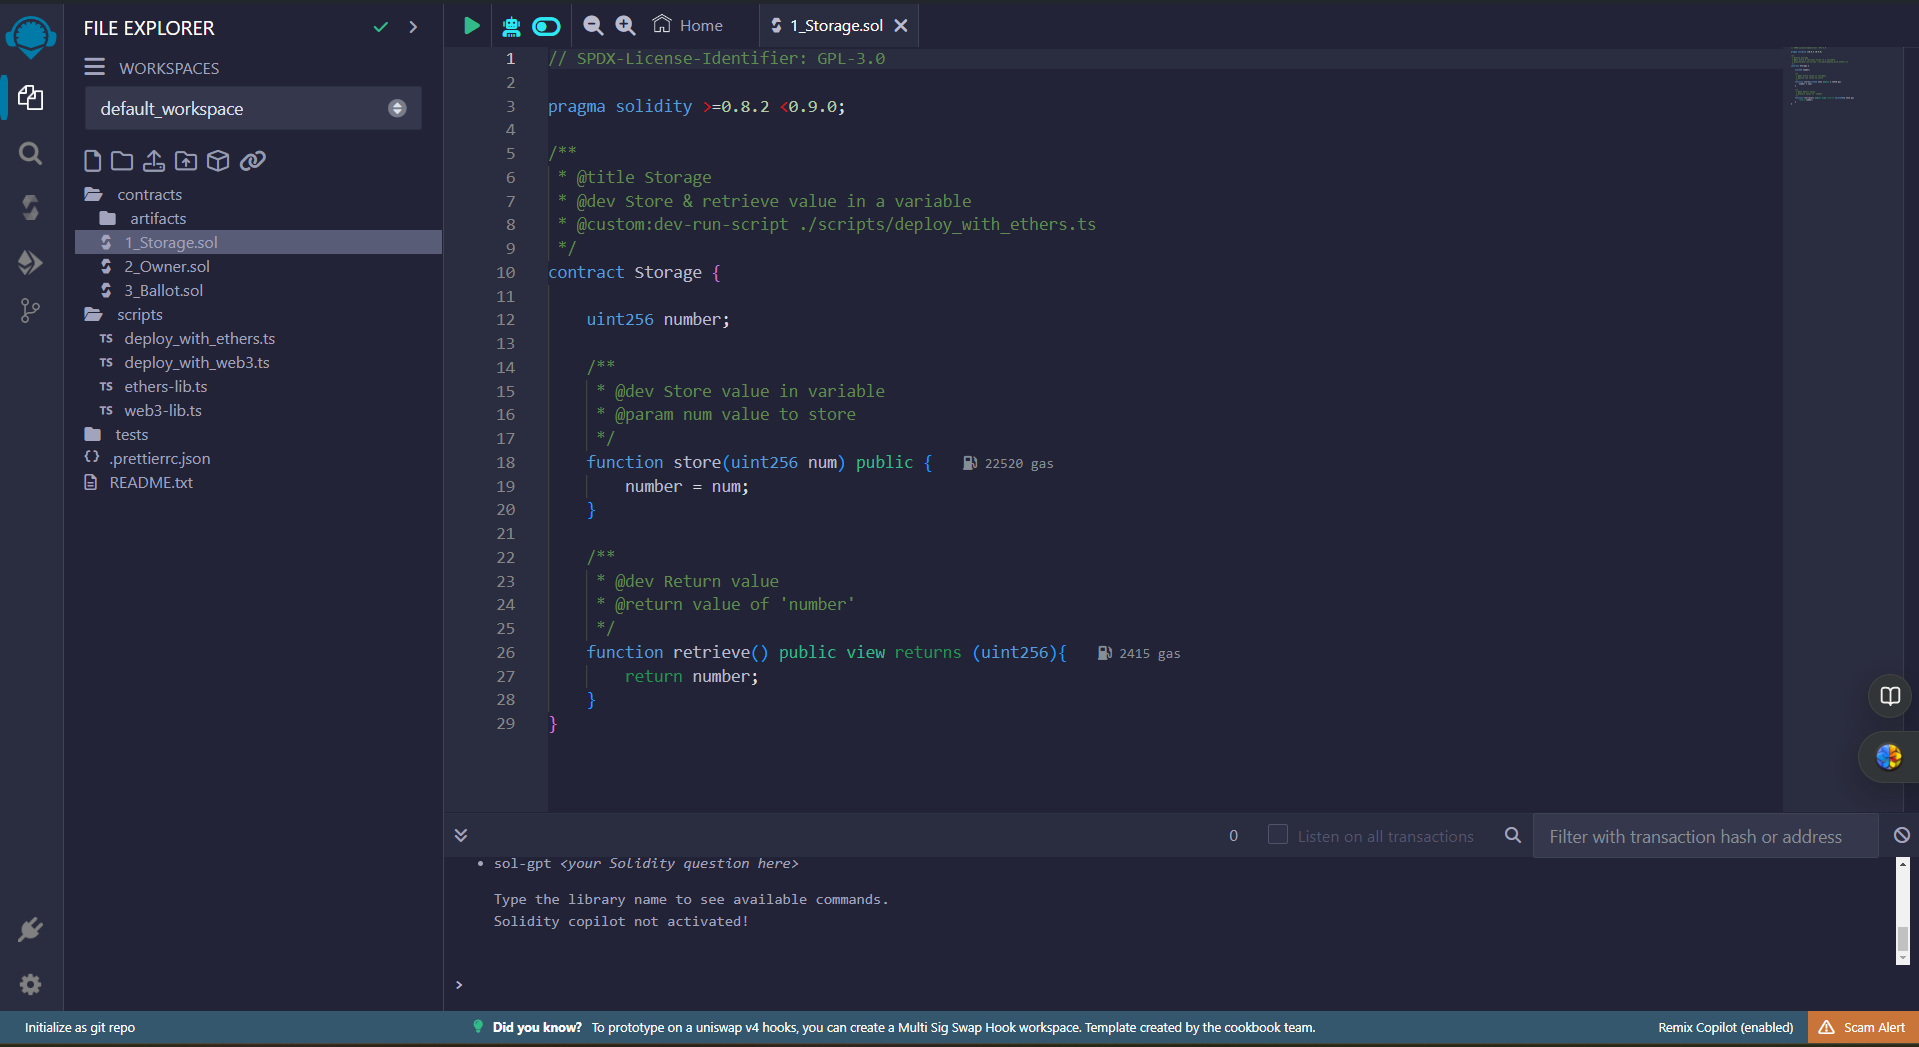 FILE EXPLORER
WORKSPACES
default_workspace
contracts
artifacts
1_Storage.sol
2_Owner.sol
3_Ballot.sol
scripts
TS deploy_with_ethers.ts
TS deploy_with_web3.ts
TS ethers-lib.ts
TS web3-lib.ts
tests
{} .prettierrc.json
README.txt
Home
1_Storage.sol
1 // SPDX-License-Identifier: GPL-3.0
2
3 pragma solidity >=0.8.2 <0.9.0;
4
5 /**
6 * @title Storage
7 * @dev Store & retrieve value in a variable
8 * @custom:dev-run-script ./scripts/deploy_with_ethers.ts
9 */
10 contract Storage {
11
12 uint256 number;
13
14 /**
15 * @dev Store value in variable
16 * @param num value to store
17 */
18 function store(uint256 num) public { 22520 gas
19 number = num;
20 }
21
22 /**
23 * @dev Return value
24 * @return value of 'number'
25 */
26 function retrieve() public view returns (uint256){ 2415 gas
27 return number;
28 }
29 }
0 Listen on all transactions Filter with transaction hash or address
• sol-gpt <your Solidity question here>
Type the library name to see available commands.
Solidity copilot not activated!
>
Initialize as git repo
Did you know? To prototype on a uniswap v4 hooks, you can create a Multi Sig Swap Hook workspace. Template created by the cookbook team.
Remix Copilot (enabled)
Scam Alert